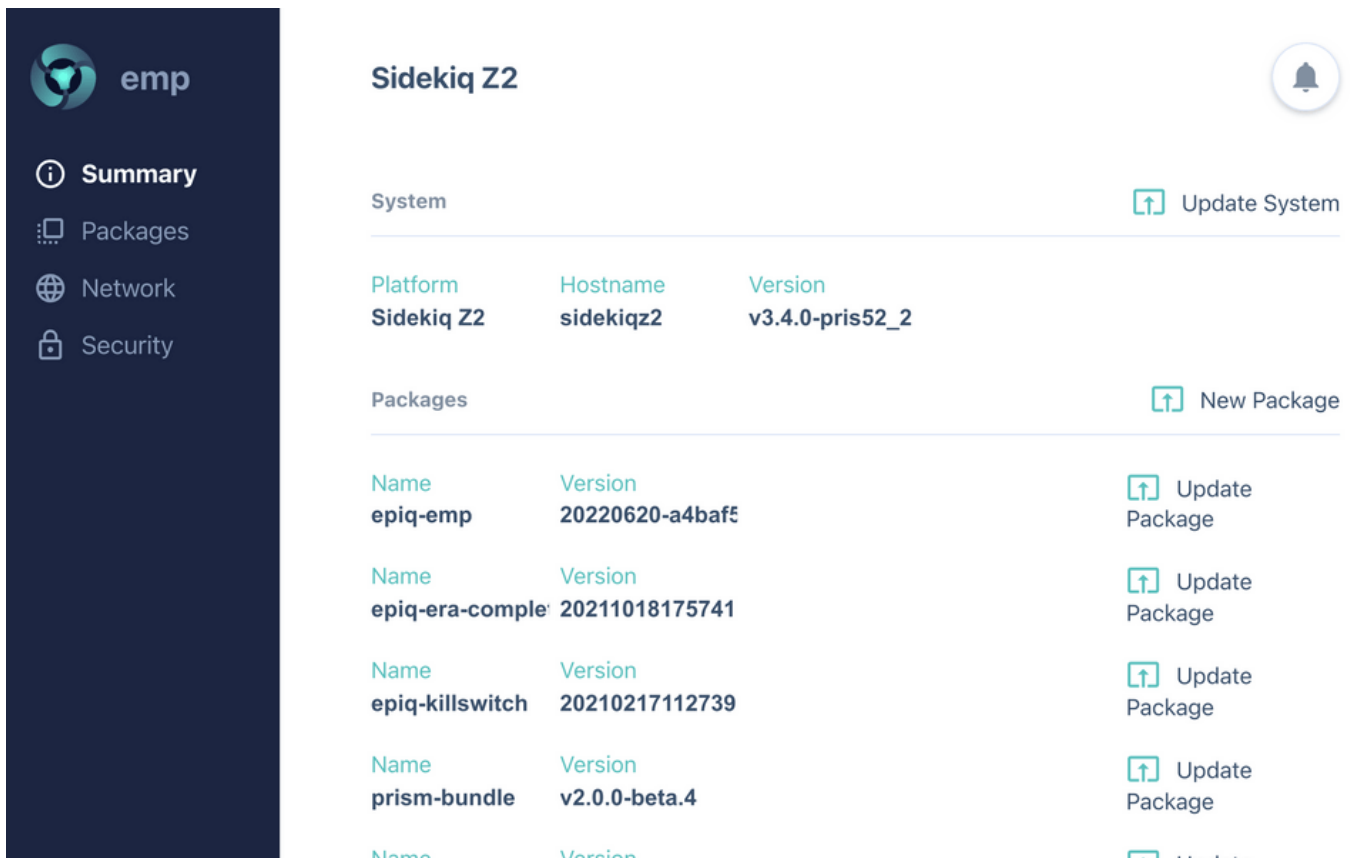 emp
Summary
Packages
Network
Security
Sidekiq Z2
System
Update System
Platform Hostname Version
Sidekiq Z2 sidekiqz2 v3.4.0-pris52_2
Packages
New Package
Name Version
epiq-emp 20220620-a4baf5
Update
Package
Name Version
epiq-era-comple 20211018175741
Update
Package
Name Version
epiq-killswitch 20210217112739
Update
Package
Name Version
prism-bundle v2.0.0-beta.4
Update
Package
Name Version
Update